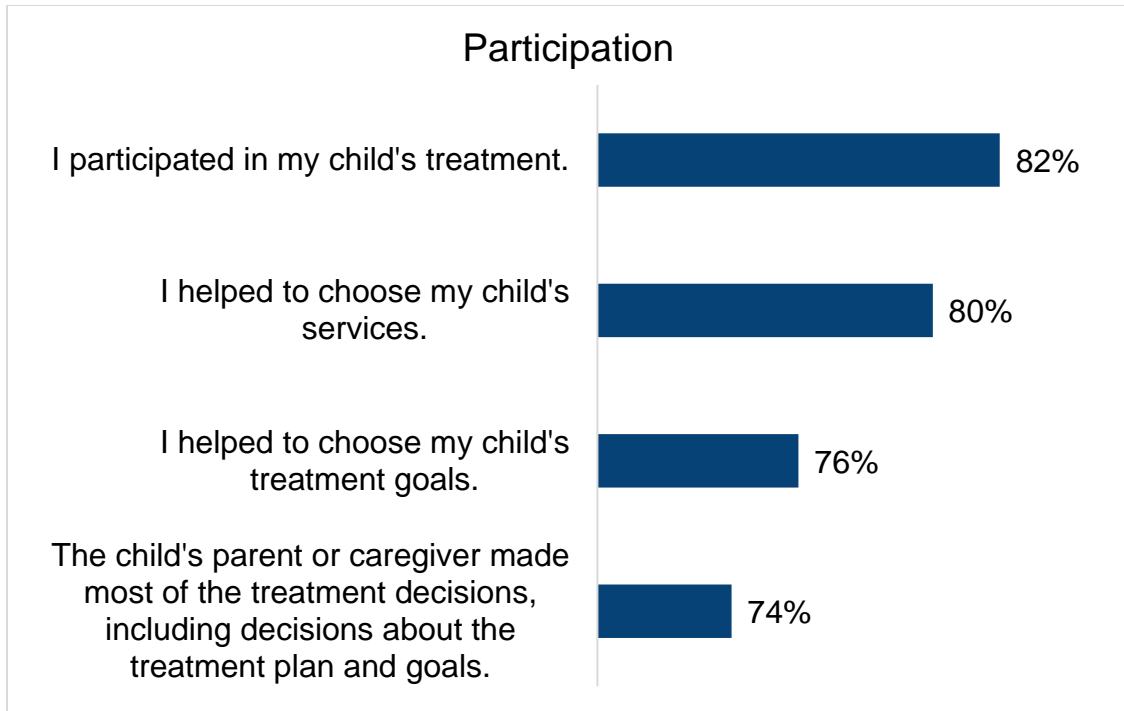 Participation
I participated in my child's treatment.
82%
I helped to choose my child's
services.
80%
I helped to choose my child's
treatment goals.
76%
The child's parent or caregiver made
most of the treatment decisions,
including decisions about the
treatment plan and goals.
74%